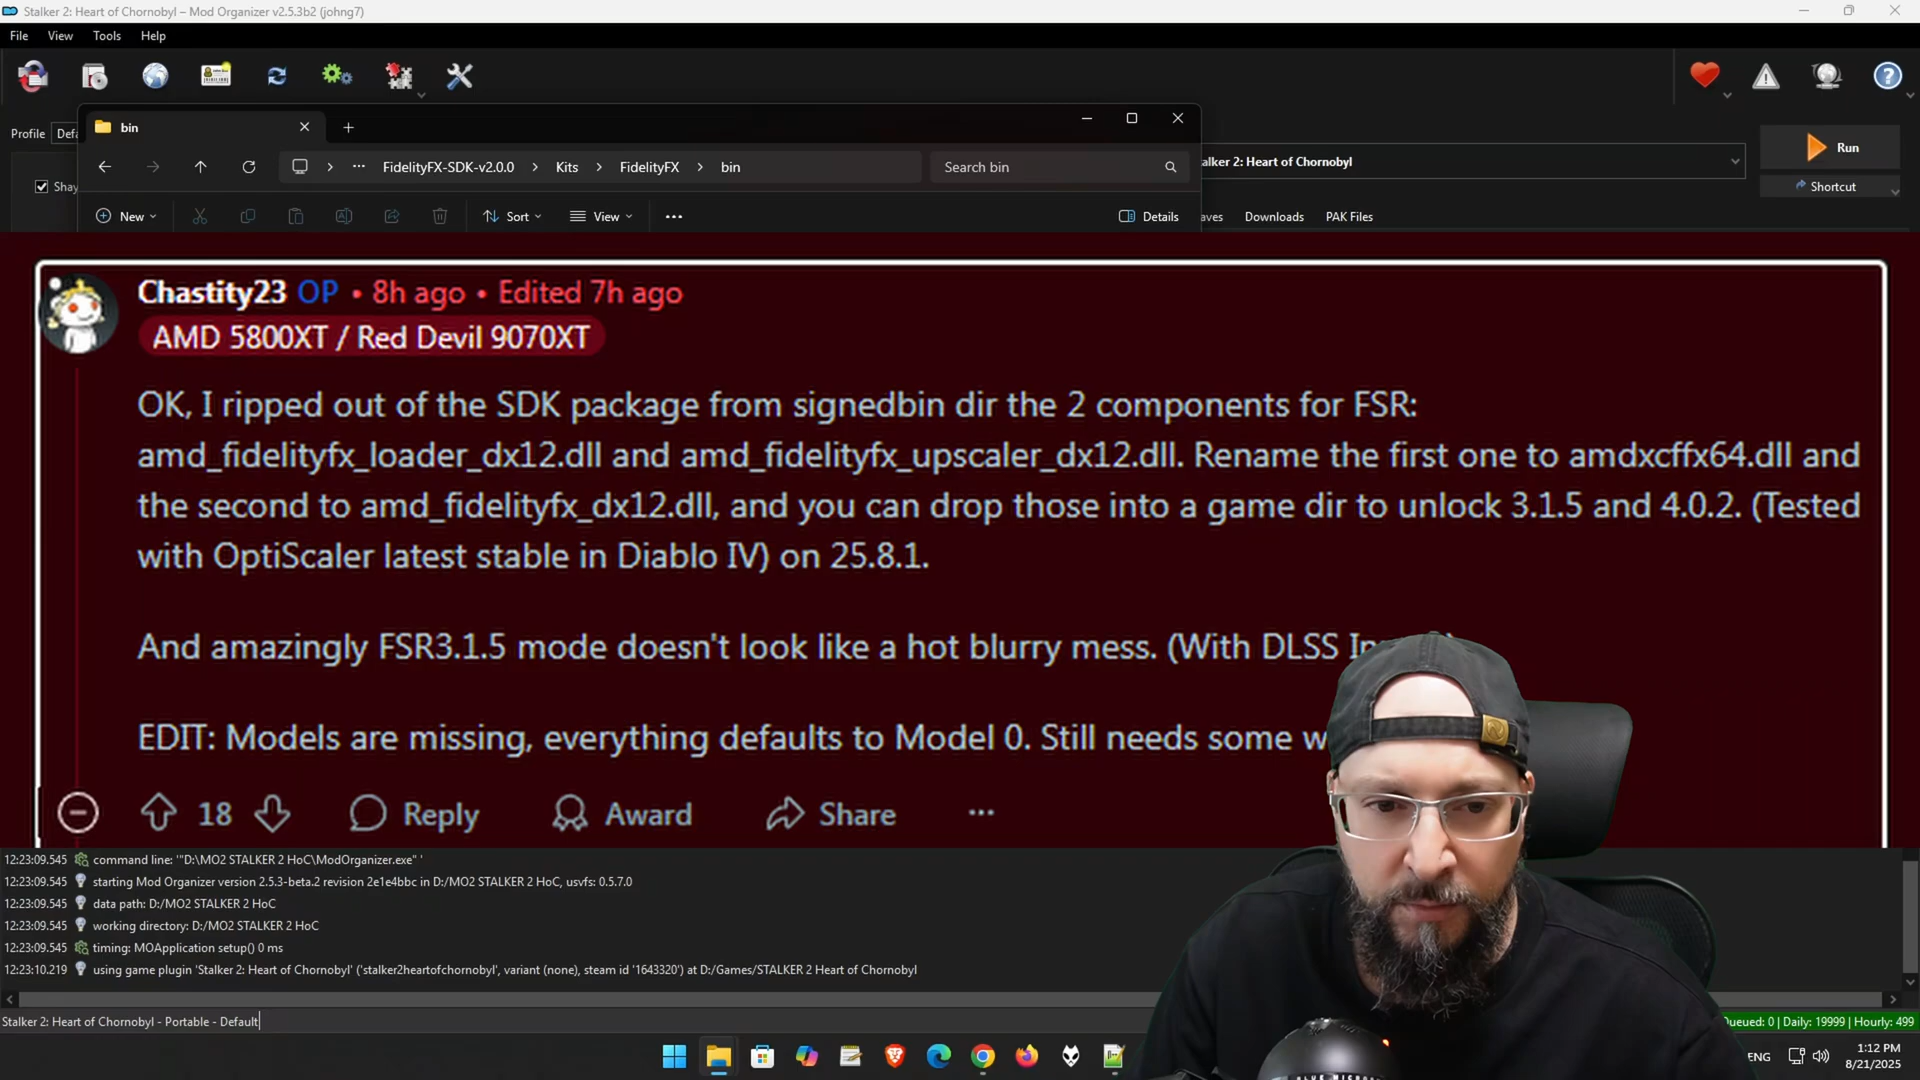 Stalker 2: Heart of Chornobyl – Mod Organizer v2.5.3b2 (johng7)
File View Tools Help
bin
Profile
FidelityFX-SDK-v2.0.0 Kits FidelityFX bin
Search bin
alker 2: Heart of Chornobyl
Run
Shortcut
Shay
New
Sort
View
Details
aves
Downloads
PAK Files
Chastity23 OP • 8h ago • Edited 7h ago
AMD 5800XT / Red Devil 9070XT
OK, I ripped out of the SDK package from signedbin dir the 2 components for FSR:
amd_fidelityfx_loader_dx12.dll and amd_fidelityfx_upscaler_dx12.dll. Rename the first one to amdxcffx64.dll and
the second to amd_fidelityfx_dx12.dll, and you can drop those into a game dir to unlock 3.1.5 and 4.0.2. (Tested
with OptiScaler latest stable in Diablo IV) on 25.8.1.
And amazingly FSR3.1.5 mode doesn't look like a hot blurry mess. (With DLSS
EDIT: Models are missing, everything defaults to Model 0. Still needs some
18 Reply Award Share
12:23:09.545 command line: '"D:\MO2 STALKER 2 HoC\ModOrganizer.exe" '
12:23:09.545 starting Mod Organizer version 2.5.3-beta.2 revision 2e1e4bbc in D:/MO2 STALKER 2 HoC, usvfs: 0.5.7.0
12:23:09.545 data path: D:/MO2 STALKER 2 HoC
12:23:09.545 working directory: D:/MO2 STALKER 2 HoC
12:23:09.545 timing: MOApplication setup() 0 ms
12:23:10.219 using game plugin 'Stalker 2: Heart of Chornobyl' ('stalker2heartofchornobyl', variant (none), steam id '1643320') at D:/Games/STALKER 2 Heart of Chornobyl
Stalker 2: Heart of Chornobyl - Portable - Default
Queued: 0 | Daily: 19999 | Hourly: 499
ENG
1:12 PM
8/21/2025